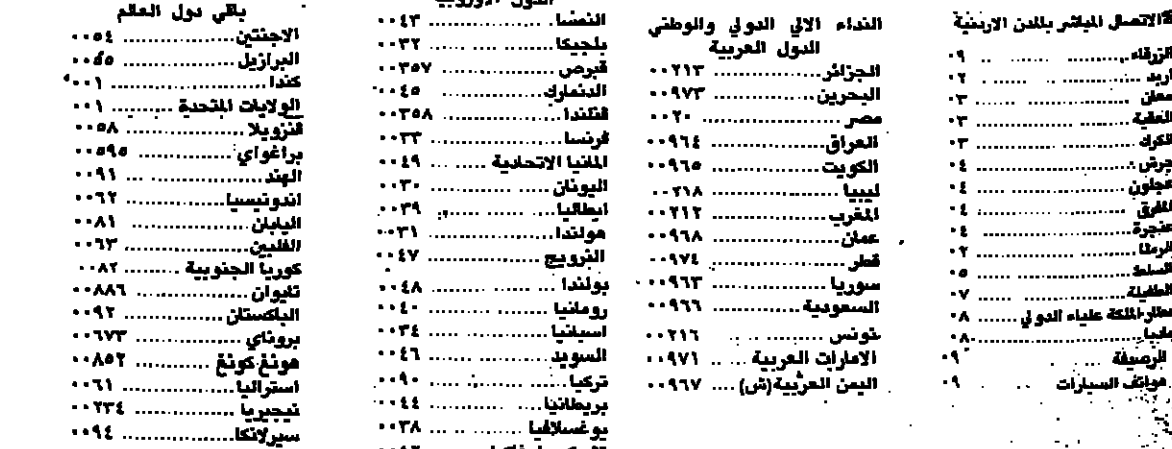 الاتصال المباشر بالمدن الاردنية
الزرقاء ............ ٠٩
اربد ............ ٠٢
معان ............ ٠٣
العقبة ............ ٠٣
الكرك ............ ٠٣
جرش ............ ٠٤
عجلون ............ ٠٤
المفرق ............ ٠٤
عنجرة ............ ٠٤
الرمثا ............ ٠٢
السلط ............ ٠٥
الطفيلة ............ ٠٧
مطار الملكة علياء الدولي ....... ٠٨
مادبا ............ ٠٨
الرصيفة .... ٠٩
هواتف السيارات .. ٠٩
النداء الالي الدولي والوطني
الدول العربية
الجزائر ............ ٠٠٢١٣
البحرين ............ ٠٠٩٧٣
مصر ............ ٠٠٢٠
العراق ............ ٠٠٩٦٤
الكويت ............ ٠٠٩٦٥
ليبيا ............ ٠٠٢١٨
المغرب ............ ٠٠٢١٢
عمان ............ ٠٠٩٦٨
قطر ............ ٠٠٩٧٤
سوريا ............ ٠٠٩٦٣
السعودية ............ ٠٠٩٦٦
تونس ............ ٠٠٢١٦
الامارات العربية ..... ٠٠٩٧١
اليمن العربية (ش) .... ٠٠٩٦٧
الدول الاوروبية
النمسا ............ ٠٠٤٣
بلجيكا ............ ٠٠٣٢
قبرص ............ ٠٠٣٥٧
الدنمارك ............ ٠٠٤٥
فنلندا ............ ٠٠٣٥٨
فرنسا ............ ٠٠٣٣
المانيا الاتحادية ..... ٠٠٤٩
اليونان ............ ٠٠٣٠
ايطاليا ............ ٠٠٣٩
هولندا ............ ٠٠٣١
النرويج ............ ٠٠٤٧
بولندا ............ ٠٠٤٨
رومانيا ............ ٠٠٤٠
اسبانيا ............ ٠٠٣٤
السويد ............ ٠٠٤٦
تركيا ............ ٠٠٩٠
بريطانيا ............ ٠٠٤٤
يوغسلافيا ............ ٠٠٣٨
باقي دول العالم
الاجنتين ............ ٠٠٥٤
البرازيل ............ ٠٠٥٥
كندا ............ ٠٠١
الولايات المتحدة ......... ٠٠١
فنزويلا ............ ٠٠٥٨
براغواي ............ ٠٠٥٩٥
الهند ............ ٠٠٩١
اندونيسيا ............ ٠٠٦٢
اليابان ............ ٠٠٨١
الفلبين ............ ٠٠٦٣
كوريا الجنوبية ......... ٠٠٨٢
تايوان ............ ٠٠٨٨٦
الباكستان ............ ٠٠٩٢
بروناي ............ ٠٠٦٧٣
هونغ كونغ ............ ٠٠٨٥٢
استراليا ............ ٠٠٦١
نيجيريا ............ ٠٠٢٣٤
سيرلانكا ............ ٠٠٩٤